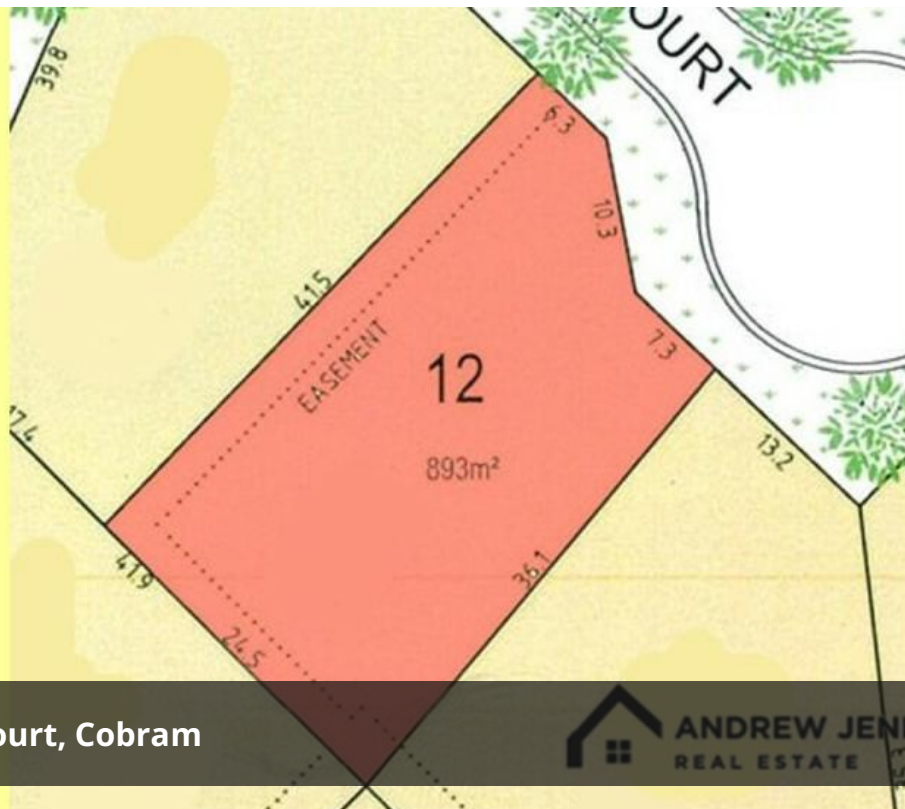 OURT
39.8
6.3
10.3
41.5
EASEMENT
7.3
12
17.4
893m²
13.2
41.9
36.1
24.5
ourt, Cobram
ANDREW JEN
REAL ESTATE